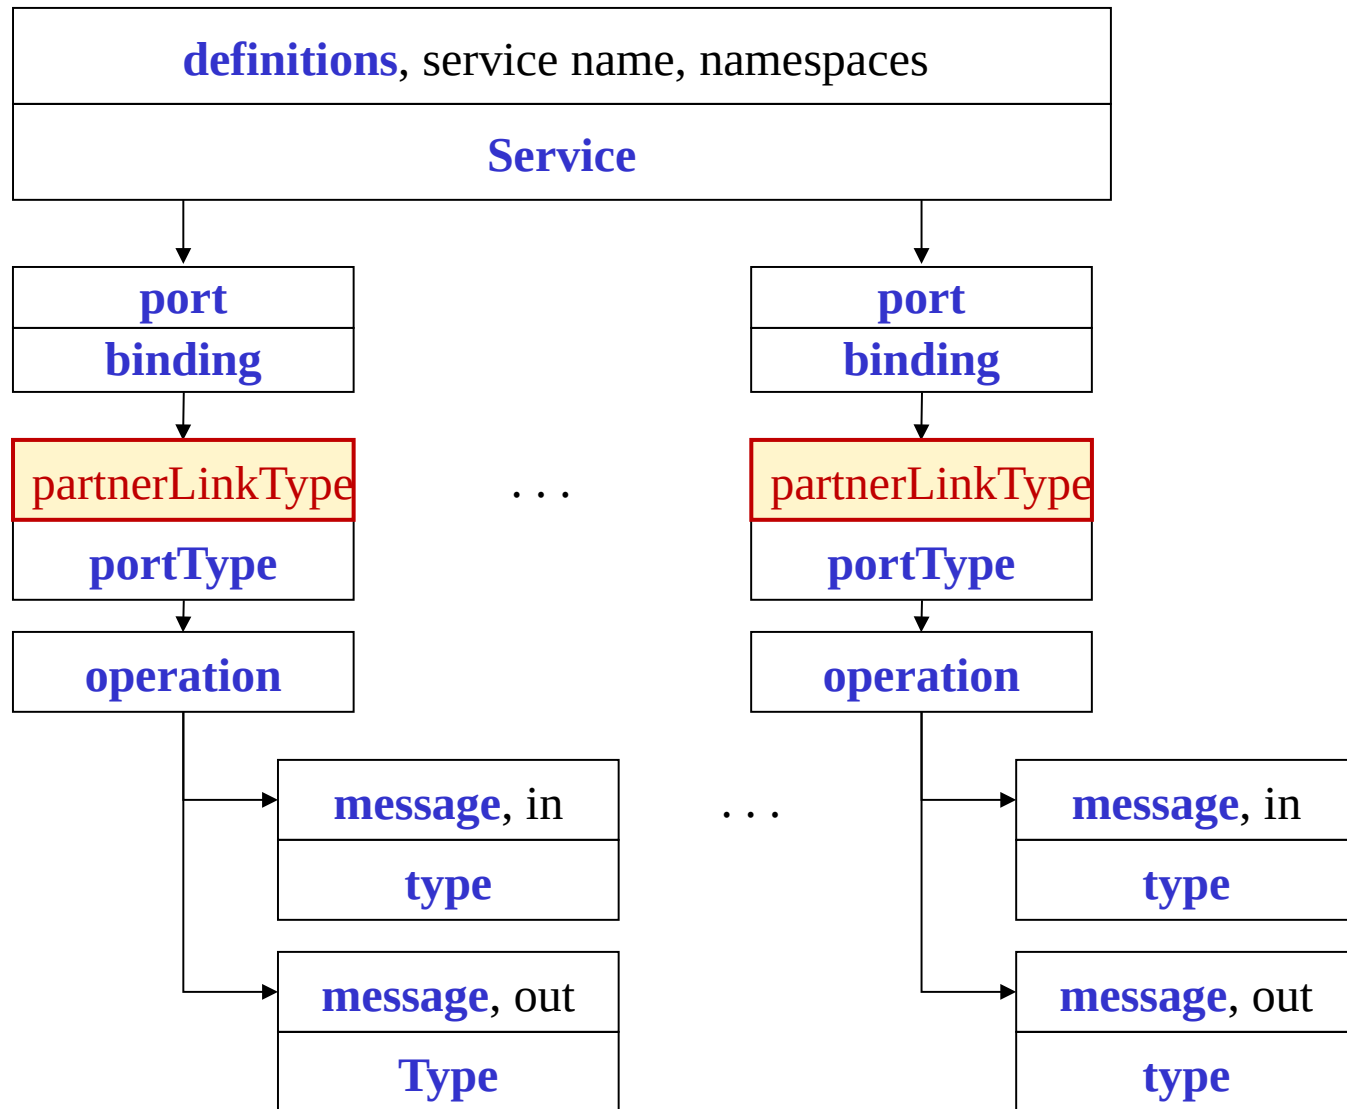 definitions, service name, namespaces
Service
port port
binding binding
partnerLinkType . . . partnerLinkType
portType portType
operation operation
message, in . . . message, in
type type
message, out message, out
Type type